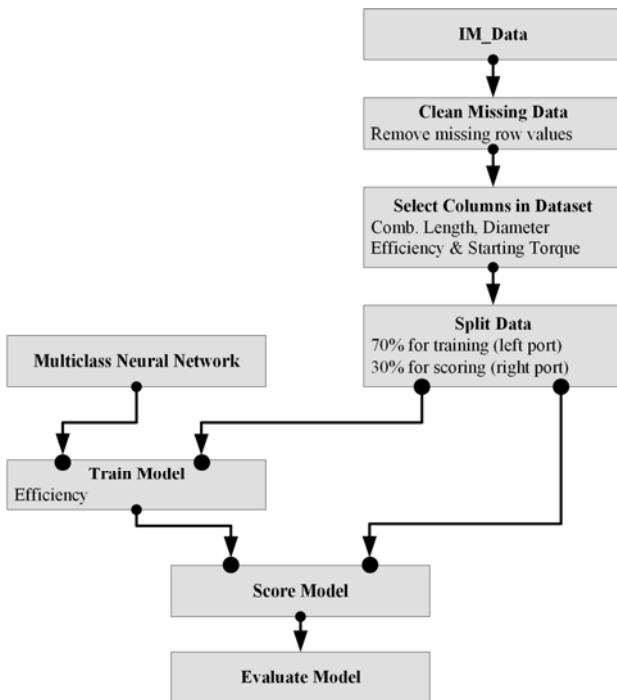 IM_Data
Clean Missing Data
Remove missing row values
Select Columns in Dataset
Comb. Length, Diameter
Efficiency & Starting Torque
Split Data
70% for training (left port)
30% for scoring (right port)
Multiclass Neural Network
Train Model
Efficiency
Score Model
Evaluate Model